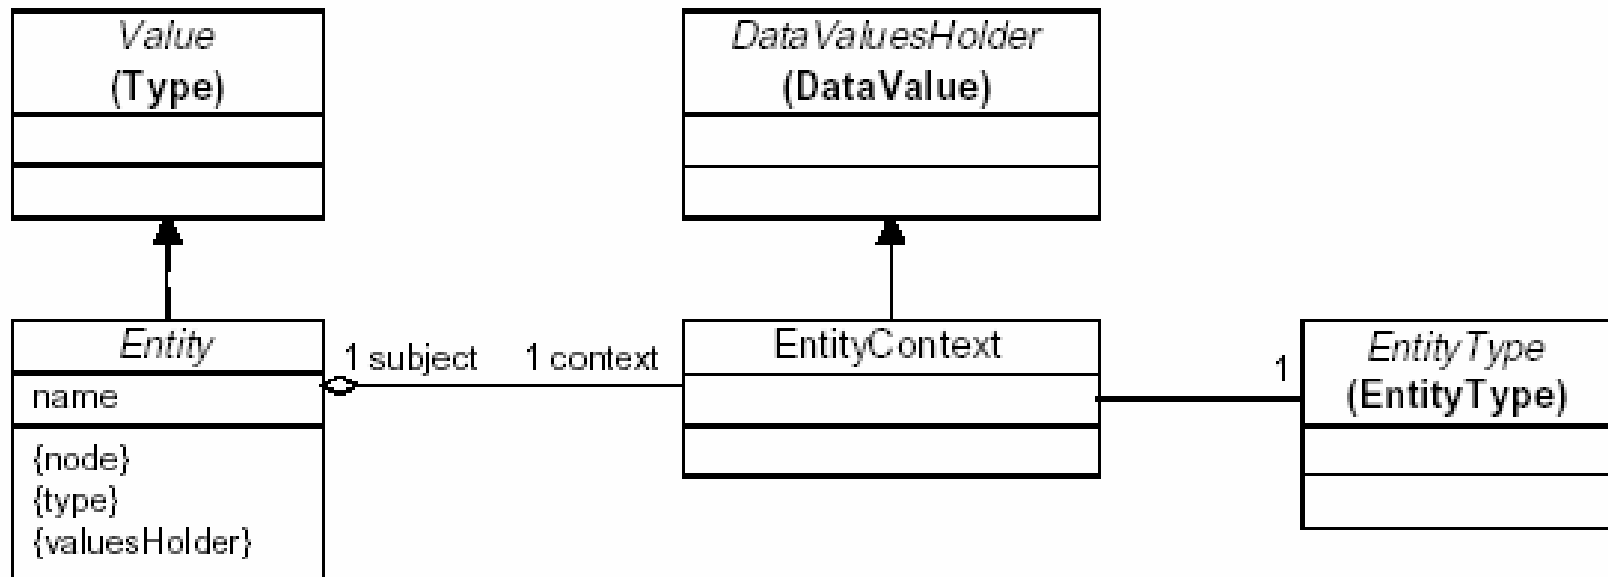 Value
(Type)
DataValuesHolder
(DataValue)
Entity
name
{node}
{type}
{valuesHolder}
1 subject
1 context
EntityContext
1
EntityType
(EntityType)